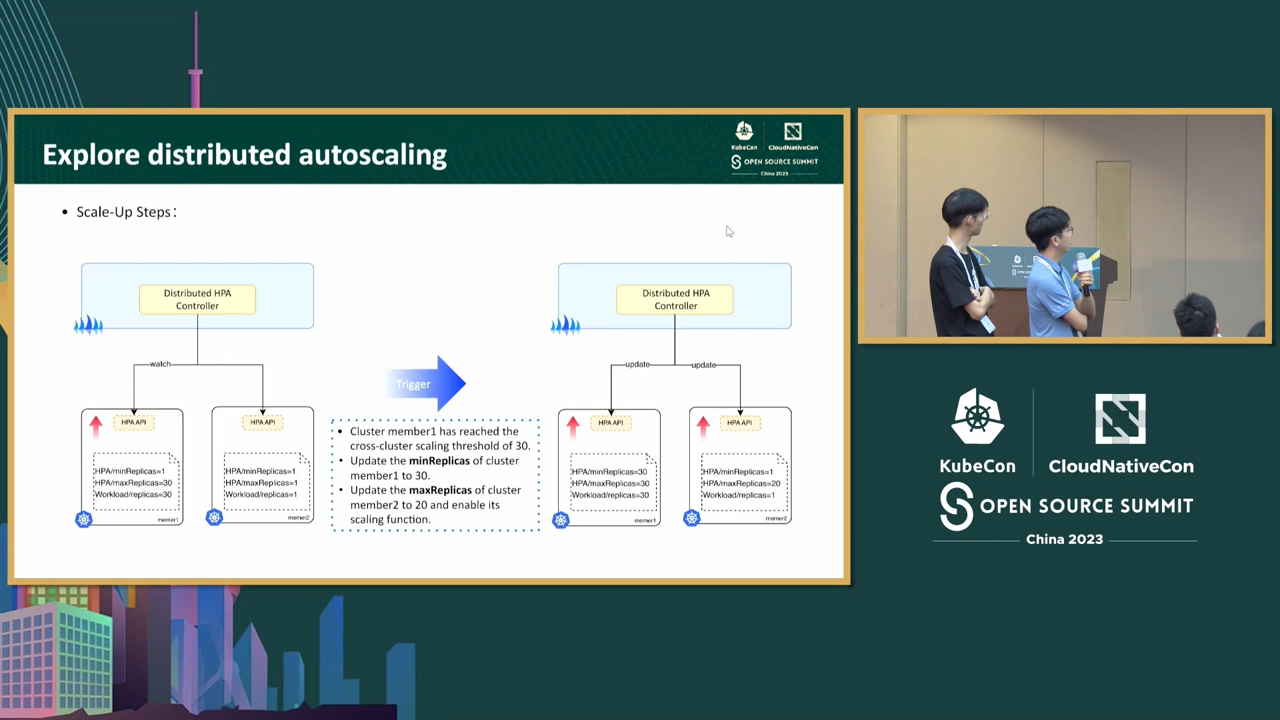 Explore distributed autoscaling
KubeCon
CloudNativeCon
OPEN SOURCE SUMMIT
China 2023
• Scale-Up Steps：
Distributed HPA
Controller
watch
HPA API
HPA/minReplicas=1
HPA/maxReplicas=30
Workload/replicas=30
memer1
HPA API
HPA/minReplicas=1
HPA/maxReplicas=1
Workload/replicas=1
memer2
Trigger
• Cluster member1 has reached the
cross-cluster scaling threshold of 30.
• Update the minReplicas of cluster
member1 to 30.
• Update the maxReplicas of cluster
member2 to 20 and enable its
scaling function.
Distributed HPA
Controller
update
update
HPA API
HPA/minReplicas=30
HPA/maxReplicas=30
Workload/replicas=30
memer1
HPA API
HPA/minReplicas=1
HPA/maxReplicas=20
Workload/replicas=1
memer2
KubeCon
CloudNativeCon
OPEN SOURCE SUMMIT
China 2023